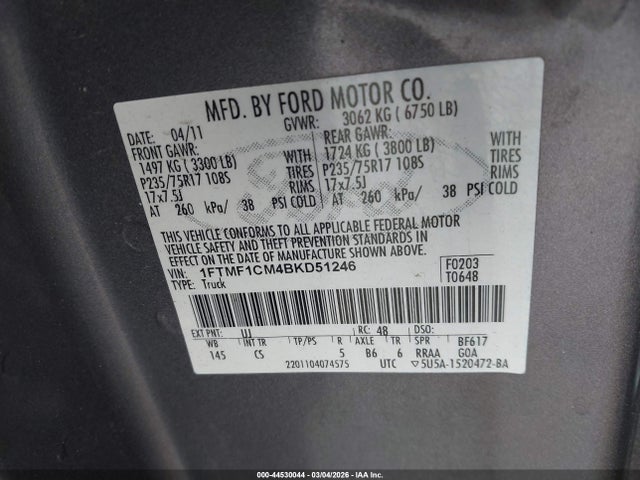 MFD. BY FORD MOTOR CO.
DATE: 04/11 GVWR: 3062 KG ( 6750 LB)
FRONT GAWR: REAR GAWR:
1497 KG ( 3300 LB) WITH 1724 KG ( 3800 LB) WITH
P235/75R17 108S TIRES P235/75R17 108S TIRES
17x7.5J RIMS 17x7.5J RIMS
AT 260 kPa/ 38 PSI COLD AT 260 kPa/ 38 PSI COLD
THIS VEHICLE CONFORMS TO ALL APPLICABLE FEDERAL MOTOR
VEHICLE SAFETY AND THEFT PREVENTION STANDARDS IN
EFFECT ON THE DATE OF MANUFACTURE SHOWN ABOVE.
VIN: 1FTMF1CM4BKD51246
TYPE: Truck
F0203
T0648
EXT PNT: UJ RC: 48 DSO:
WB INT TR TP/PS R AXLE TR SPR BF617
145 CS 5 B6 6 RRAA GOA
2201104074575 UTC ▽5U5A-1520472-BA
000-44530044 | 03/04/2026 | IAA Inc.